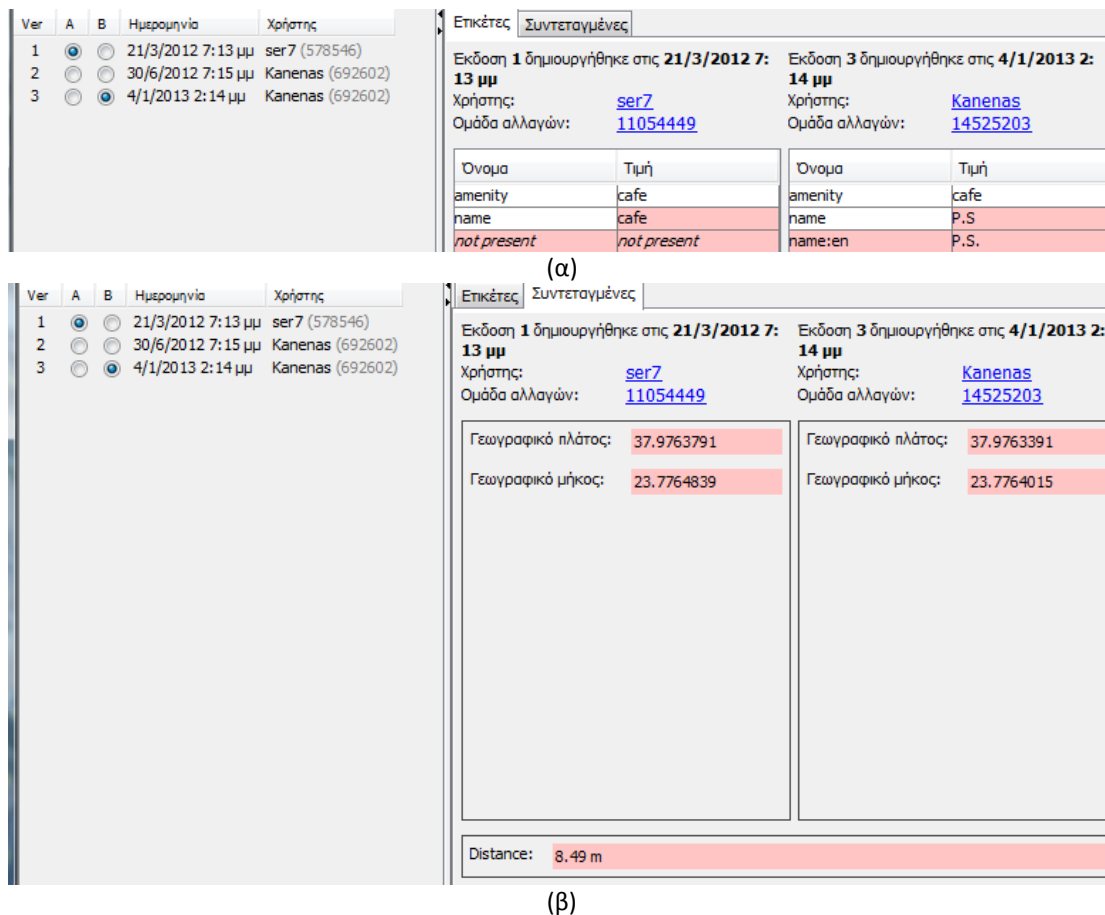 Ver A B Ημερομηνία Χρήστης
1 21/3/2012 7:13 μμ ser7 (578546)
2 30/6/2012 7:15 μμ Kanenas (692602)
3 4/1/2013 2:14 μμ Kanenas (692602)
Ετικέτες Συντεταγμένες
Έκδοση 1 δημιουργήθηκε στις 21/3/2012 7:
13 μμ
Χρήστης: ser7
Ομάδα αλλαγών: 11054449
Έκδοση 3 δημιουργήθηκε στις 4/1/2013 2:
14 μμ
Χρήστης: Kanenas
Ομάδα αλλαγών: 14525203
Όνομα Τιμή
amenity cafe
name cafe
not present not present
Όνομα Τιμή
amenity cafe
name P.S
name:en P.S.
(α)
Ver A B Ημερομηνία Χρήστης
1 21/3/2012 7:13 μμ ser7 (578546)
2 30/6/2012 7:15 μμ Kanenas (692602)
3 4/1/2013 2:14 μμ Kanenas (692602)
Ετικέτες Συντεταγμένες
Έκδοση 1 δημιουργήθηκε στις 21/3/2012 7:
13 μμ
Χρήστης: ser7
Ομάδα αλλαγών: 11054449
Έκδοση 3 δημιουργήθηκε στις 4/1/2013 2:
14 μμ
Χρήστης: Kanenas
Ομάδα αλλαγών: 14525203
Γεωγραφικό πλάτος: 37.9763791
Γεωγραφικό μήκος: 23.7764839
Γεωγραφικό πλάτος: 37.9763391
Γεωγραφικό μήκος: 23.7764015
Distance: 8.49 m
(β)